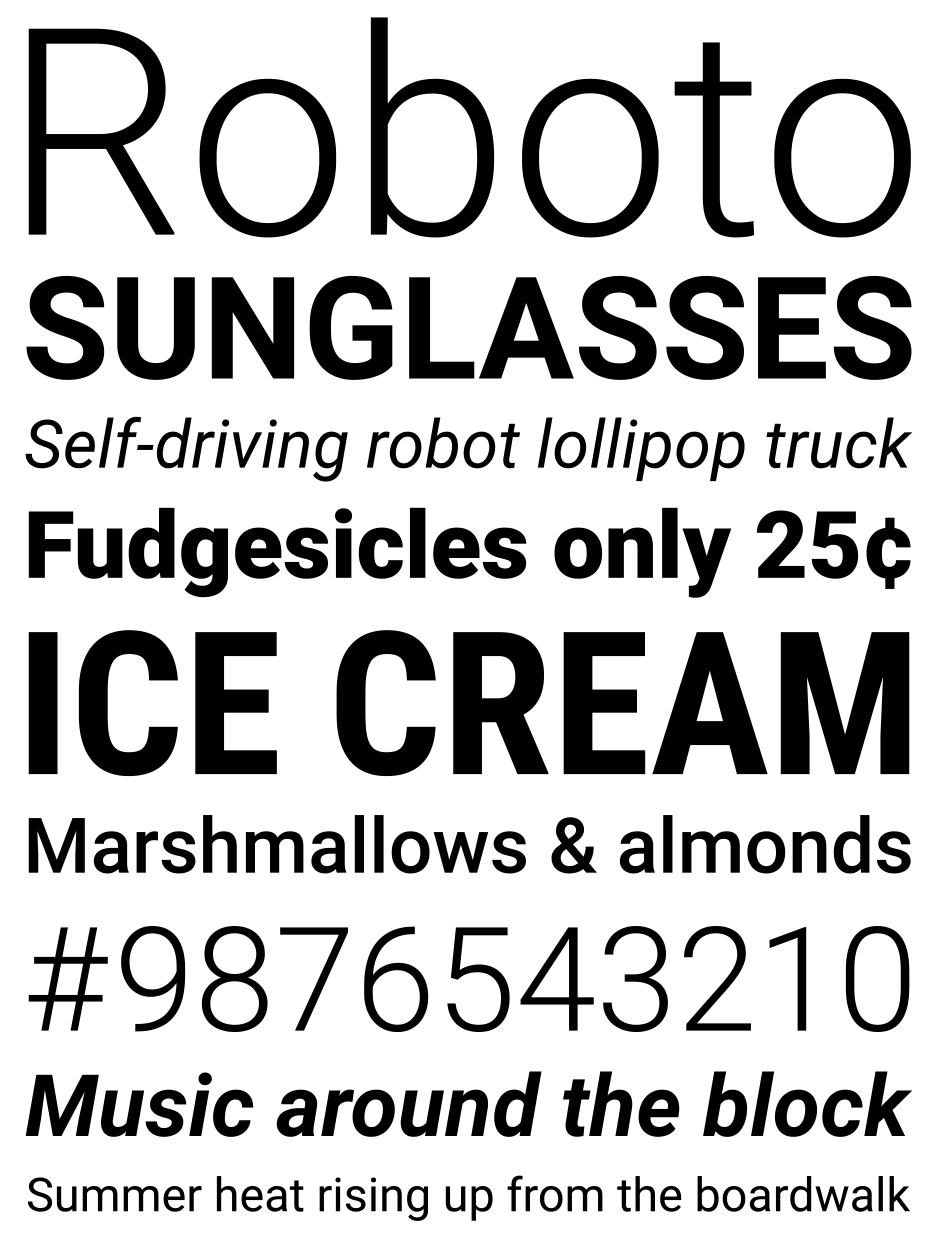 Roboto
SUNGLASSES
Self-driving robot lollipop truck
Fudgesicles only 25¢
ICE CREAM
Marshmallows & almonds
#9876543210
Music around the block
Summer heat rising up from the boardwalk